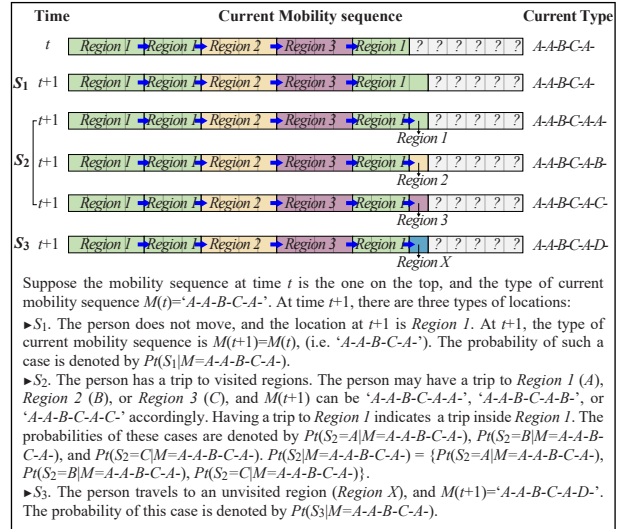 Time Current Mobility sequence Current Type
t Region 1 Region 1 Region 2 Region 3 Region 1 ? ? ? ? ? ? A-A-B-C-A-
S1 t+1 Region 1 Region 1 Region 2 Region 3 Region 1 ? ? ? ? ? A-A-B-C-A-
t+1 Region 1 Region 1 Region 2 Region 3 Region 1 ? ? ? ? ? A-A-B-C-A-A-
Region 1
S2 t+1 Region 1 Region 1 Region 2 Region 3 Region 1 ? ? ? ? ? A-A-B-C-A-B-
Region 2
t+1 Region 1 Region 1 Region 2 Region 3 Region 1 ? ? ? ? ? A-A-B-C-A-C-
Region 3
S3 t+1 Region 1 Region 1 Region 2 Region 3 Region 1 ? ? ? ? ? A-A-B-C-A-D-
Region X
Suppose the mobility sequence at time t is the one on the top, and the type of
current mobility sequence M(t)=‘A-A-B-C-A-’. At time t+1, there are three types of
locations:
►S1. The person does not move, and the location at t+1 is Region 1. At t+1, the type
of current mobility sequence is M(t+1)=M(t), (i.e. ‘A-A-B-C-A-’). The probability of such
a case is denoted by Pt(S1|M=A-A-B-C-A-).
►S2. The person has a trip to visited regions. The person may have a trip to Region 1 (A),
Region 2 (B), or Region 3 (C), and M(t+1) can be ‘A-A-B-C-A-A-’, ‘A-A-B-C-A-B-’, or
‘A-A-B-C-A-C-’ accordingly. Having a trip to Region 1 indicates a trip inside Region 1. The
probabilities of these cases are denoted by Pt(S2=A|M=A-A-B-C-A-), Pt(S2=B|M=A-A-B-
C-A-), and Pt(S2=C|M=A-A-B-C-A-). Pt(S2|M=A-A-B-C-A-) = {Pt(S2=A|M=A-A-B-C-A-),
Pt(S2=B|M=A-A-B-C-A-), Pt(S2=C|M=A-A-B-C-A-)}.
►S3. The person travels to an unvisited region (Region X), and M(t+1)=‘A-A-B-C-A-D-’.
The probability of this case is denoted by Pt(S3|M=A-A-B-C-A-).